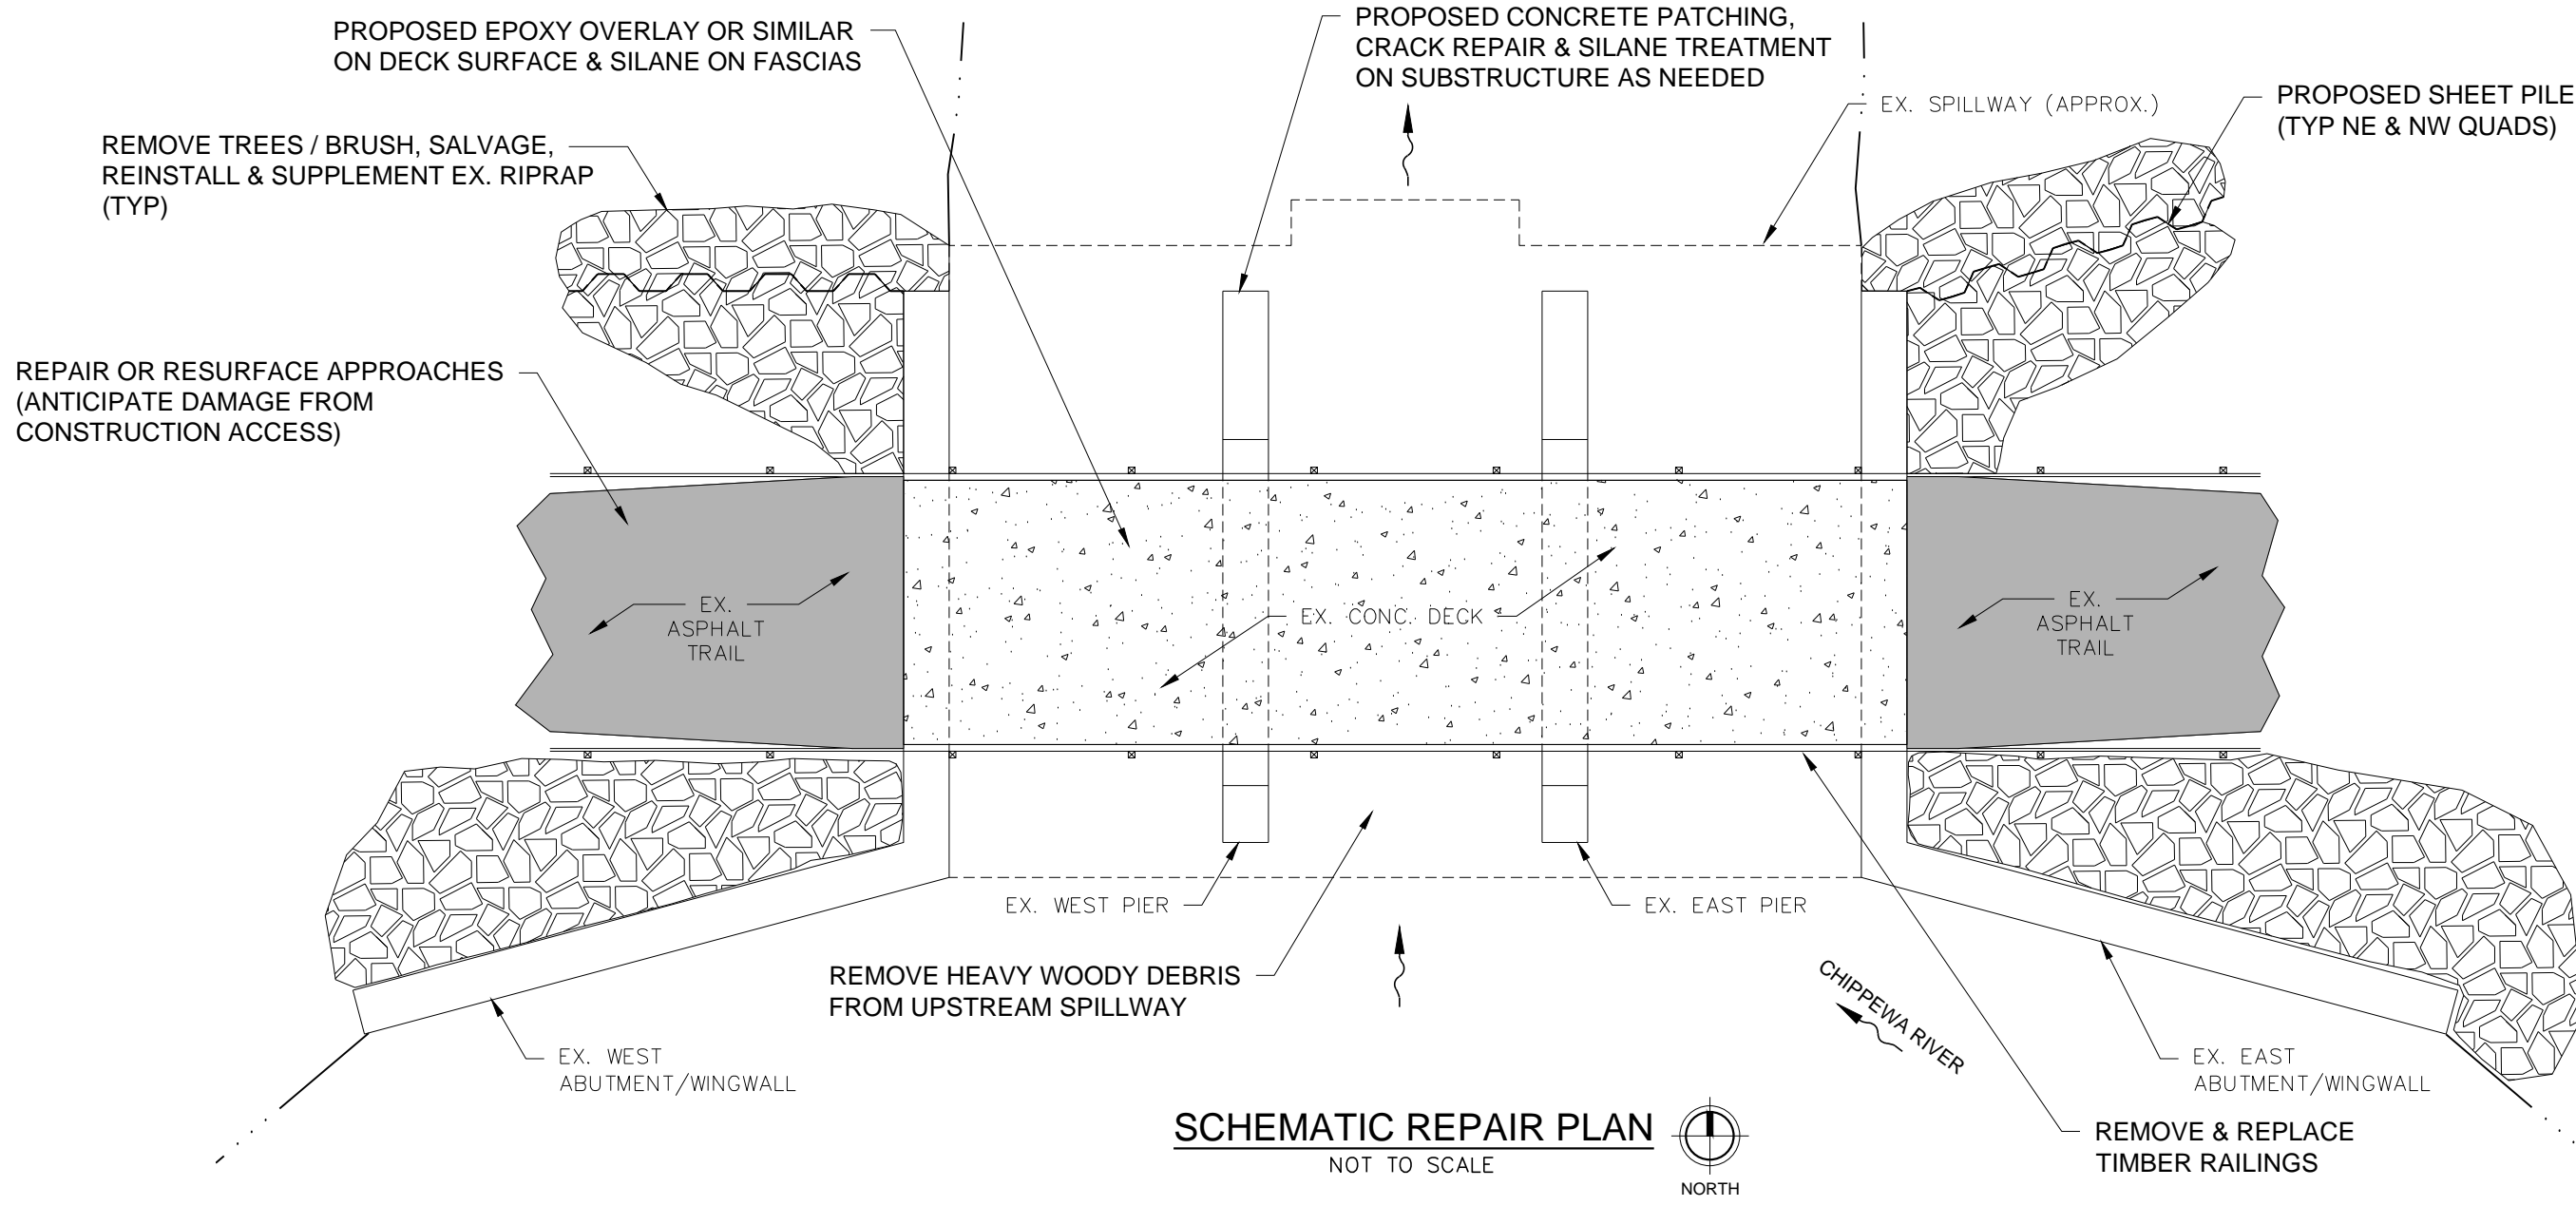 PROPOSED EPOXY OVERLAY OR SIMILAR
ON DECK SURFACE & SILANE ON FASCIAS
PROPOSED CONCRETE PATCHING,
CRACK REPAIR & SILANE TREATMENT
ON SUBSTRUCTURE AS NEEDED
EX. SPILLWAY (APPROX.)
PROPOSED SHEET PILE
(TYP NE & NW QUADS)
REMOVE TREES / BRUSH, SALVAGE,
REINSTALL & SUPPLEMENT EX. RIPRAP
(TYP)
REPAIR OR RESURFACE APPROACHES
(ANTICIPATE DAMAGE FROM
CONSTRUCTION ACCESS)
EX.
ASPHALT
TRAIL
EX. CONC. DECK
EX.
ASPHALT
TRAIL
EX. WEST PIER
EX. EAST PIER
REMOVE HEAVY WOODY DEBRIS
FROM UPSTREAM SPILLWAY
CHIPPEWA RIVER
EX. WEST
ABUTMENT/WINGWALL
EX. EAST
ABUTMENT/WINGWALL
REMOVE & REPLACE
TIMBER RAILINGS
SCHEMATIC REPAIR PLAN
NOT TO SCALE
NORTH